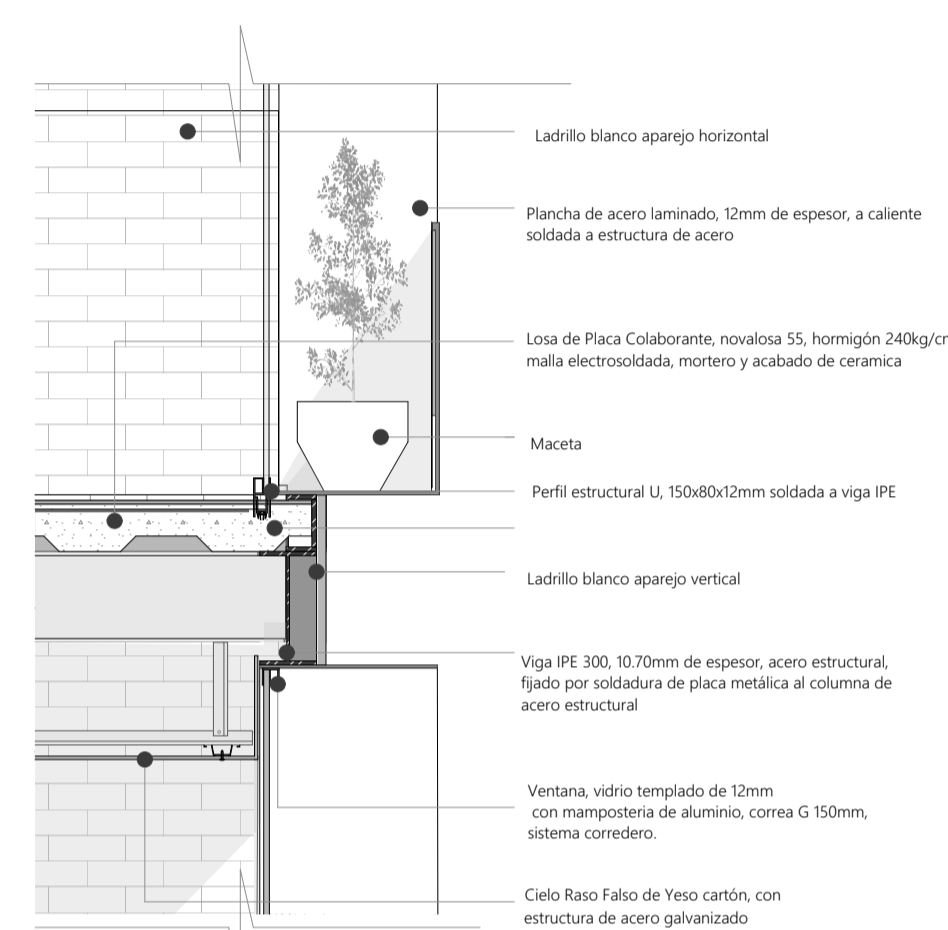 Ladrillo blanco aparejo horizontal
Plancha de acero laminado, 12mm de espesor, a caliente
soldada a estructura de acero
Losa de Placa Colaborante, novalosa 55, hormigón 240kg/cr
malla electrosoldada, mortero y acabado de ceramica
Maceta
Perfil estructural U, 150x80x12mm soldada a viga IPE
Ladrillo blanco aparejo vertical
Viga IPE 300, 10.70mm de espesor, acero estructural,
fijado por soldadura de placa metálica al columna de
acero estructural
Ventana, vidrio templado de 12mm
con mamposteria de aluminio, correa G 150mm,
sistema corredero.
Cielo Raso Falso de Yeso cartón, con
estructura de acero galvanizado